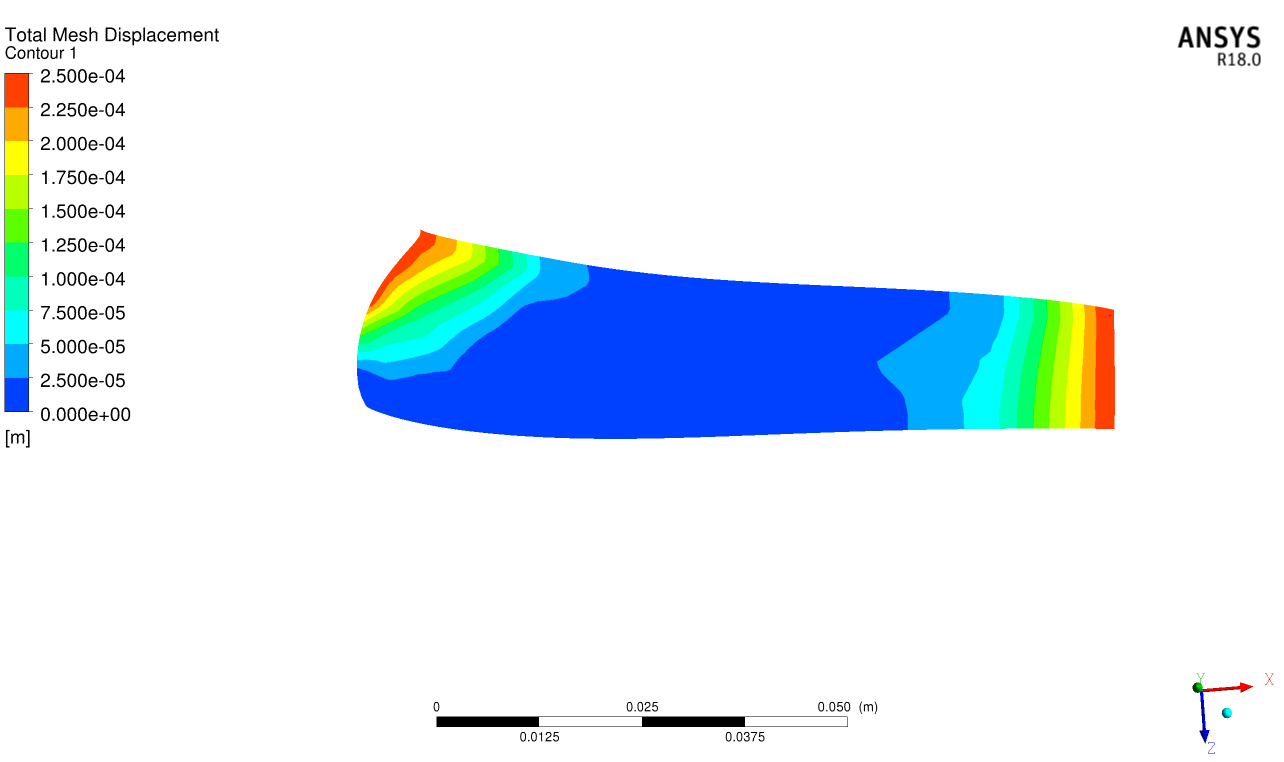 Total Mesh Displacement
Contour 1
ANSYS
R18.0
2.500e-04
2.250e-04
2.000e-04
1.750e-04
1.500e-04
1.250e-04
1.000e-04
7.500e-05
5.000e-05
2.500e-05
0.000e+00
[m]
0 0.025 0.050 (m)
0.0125 0.0375
Y X
Z